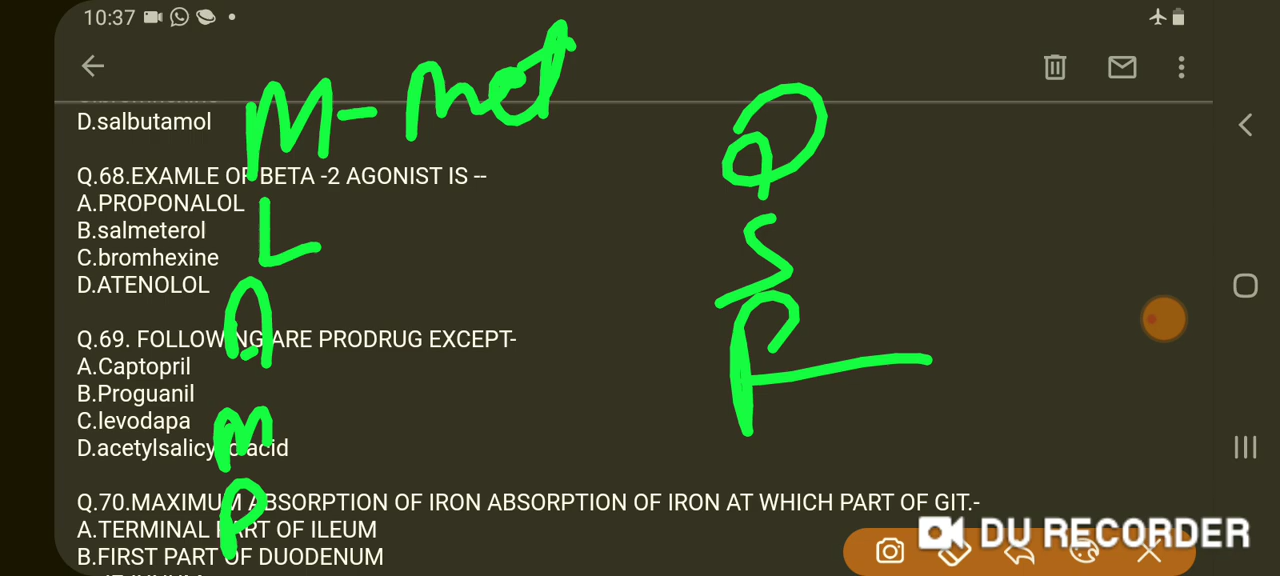 10:37
D.salbutamol
M-med
Q.68.EXAMLE OF BETA -2 AGONIST IS --
A.PROPONALOL
B.salmeterol
L
S
C.bromhexine
D.ATENOLOL
A
P
Q.69. FOLLOWING ARE PRODRUG EXCEPT-
A.Captopril
B.Proguanil
C.levodapa
M
D.acetylsalicylic acid
P
Q.70.MAXIMUM ABSORPTION OF IRON ABSORPTION OF IRON AT WHICH PART OF GIT.-
A.TERMINAL PART OF ILEUM
B.FIRST PART OF DUODENUM
DU RECORDER